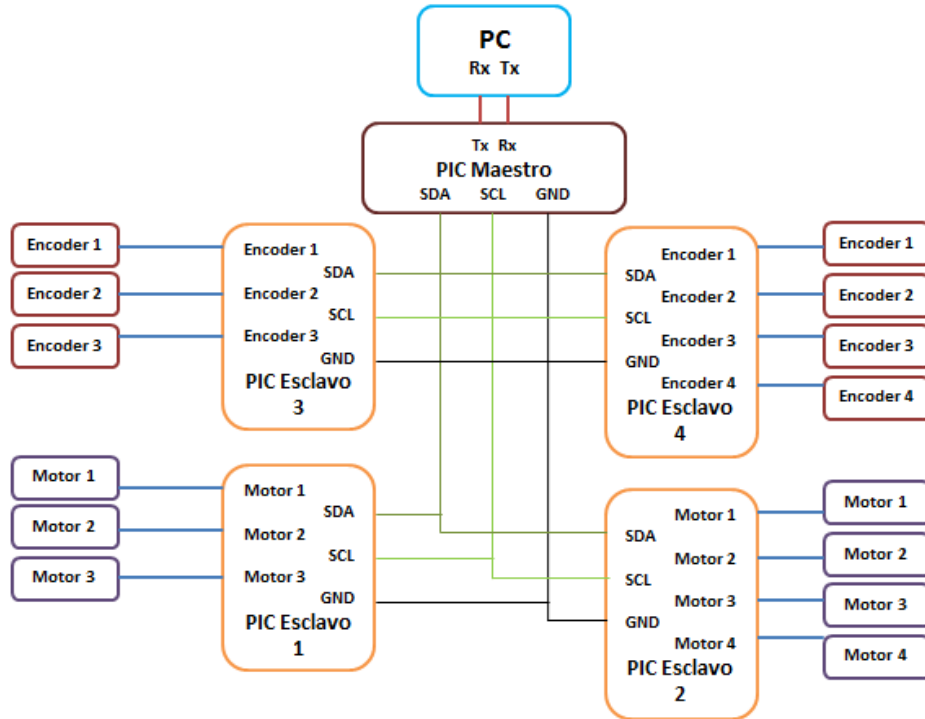 PC
Rx Tx
Tx Rx
PIC Maestro
SDA SCL GND
Encoder 1
Encoder 2
Encoder 3
Encoder 1
SDA
Encoder 2
SCL
Encoder 3
GND
PIC Esclavo
3
Encoder 1
SDA
Encoder 2
SCL
Encoder 3
GND
Encoder 4
PIC Esclavo
4
Encoder 1
Encoder 2
Encoder 3
Encoder 4
Motor 1
Motor 2
Motor 3
Motor 1
SDA
Motor 2
SCL
Motor 3
GND
PIC Esclavo
1
Motor 1
SDA
Motor 2
SCL
Motor 3
GND
Motor 4
PIC Esclavo
2
Motor 1
Motor 2
Motor 3
Motor 4